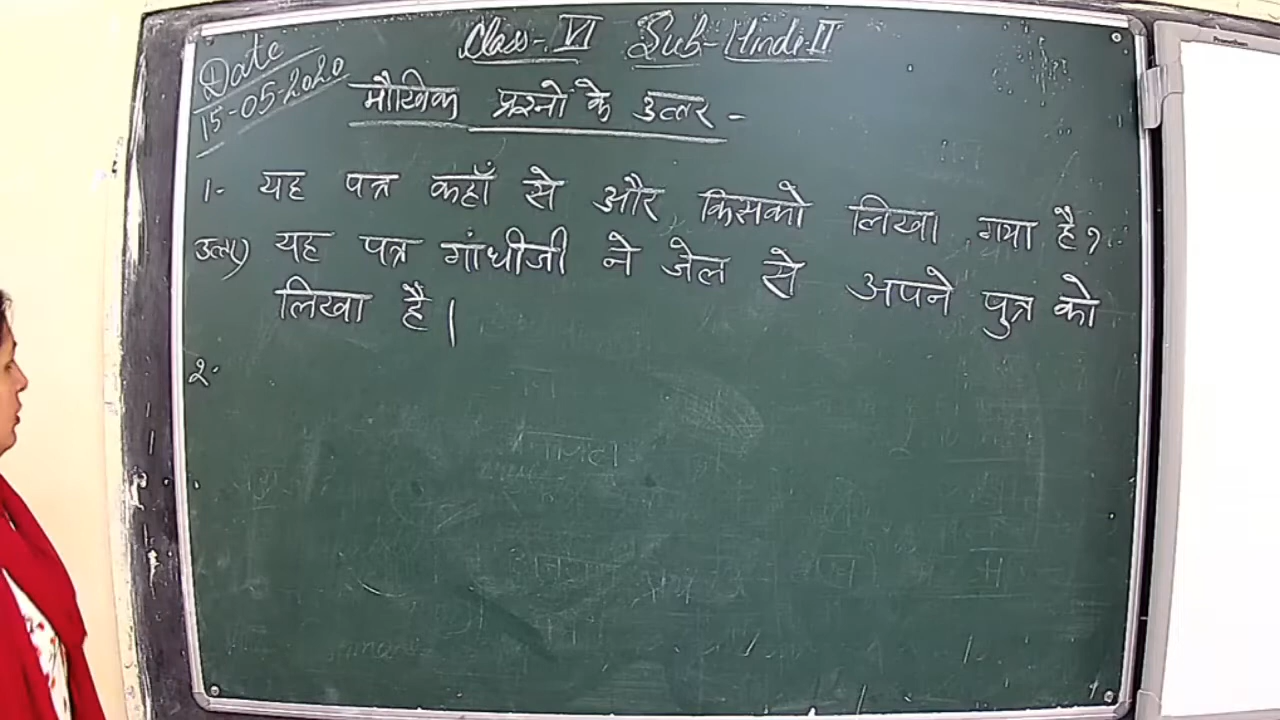 Class-VI Sub-Hindi-II
Date
15-05-2020
मौखिक प्रश्नों के उत्तर -
1- यह पत्र कहाँ से और किसको लिखा गया है?
उत्तर) यह पत्र गांधीजी ने जेल से अपने पुत्र को
लिखा है।
2-